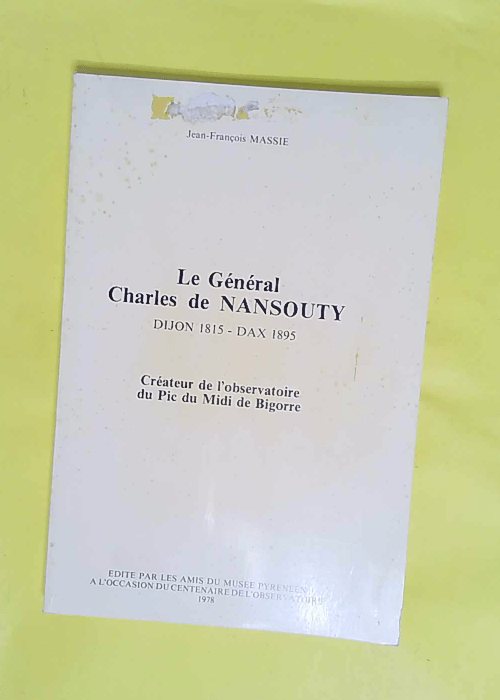 Jean-François MASSIE
Le Général
Charles de NANSOUTY
DIJON 1815 - DAX 1895
Créateur de l'observatoire
du Pic du Midi de Bigorre
EDITE PAR LES AMIS DU MUSEE PYRENEEN
A L'OCCASION DU CENTENAIRE DE L'OBSERVATOIRE
1978